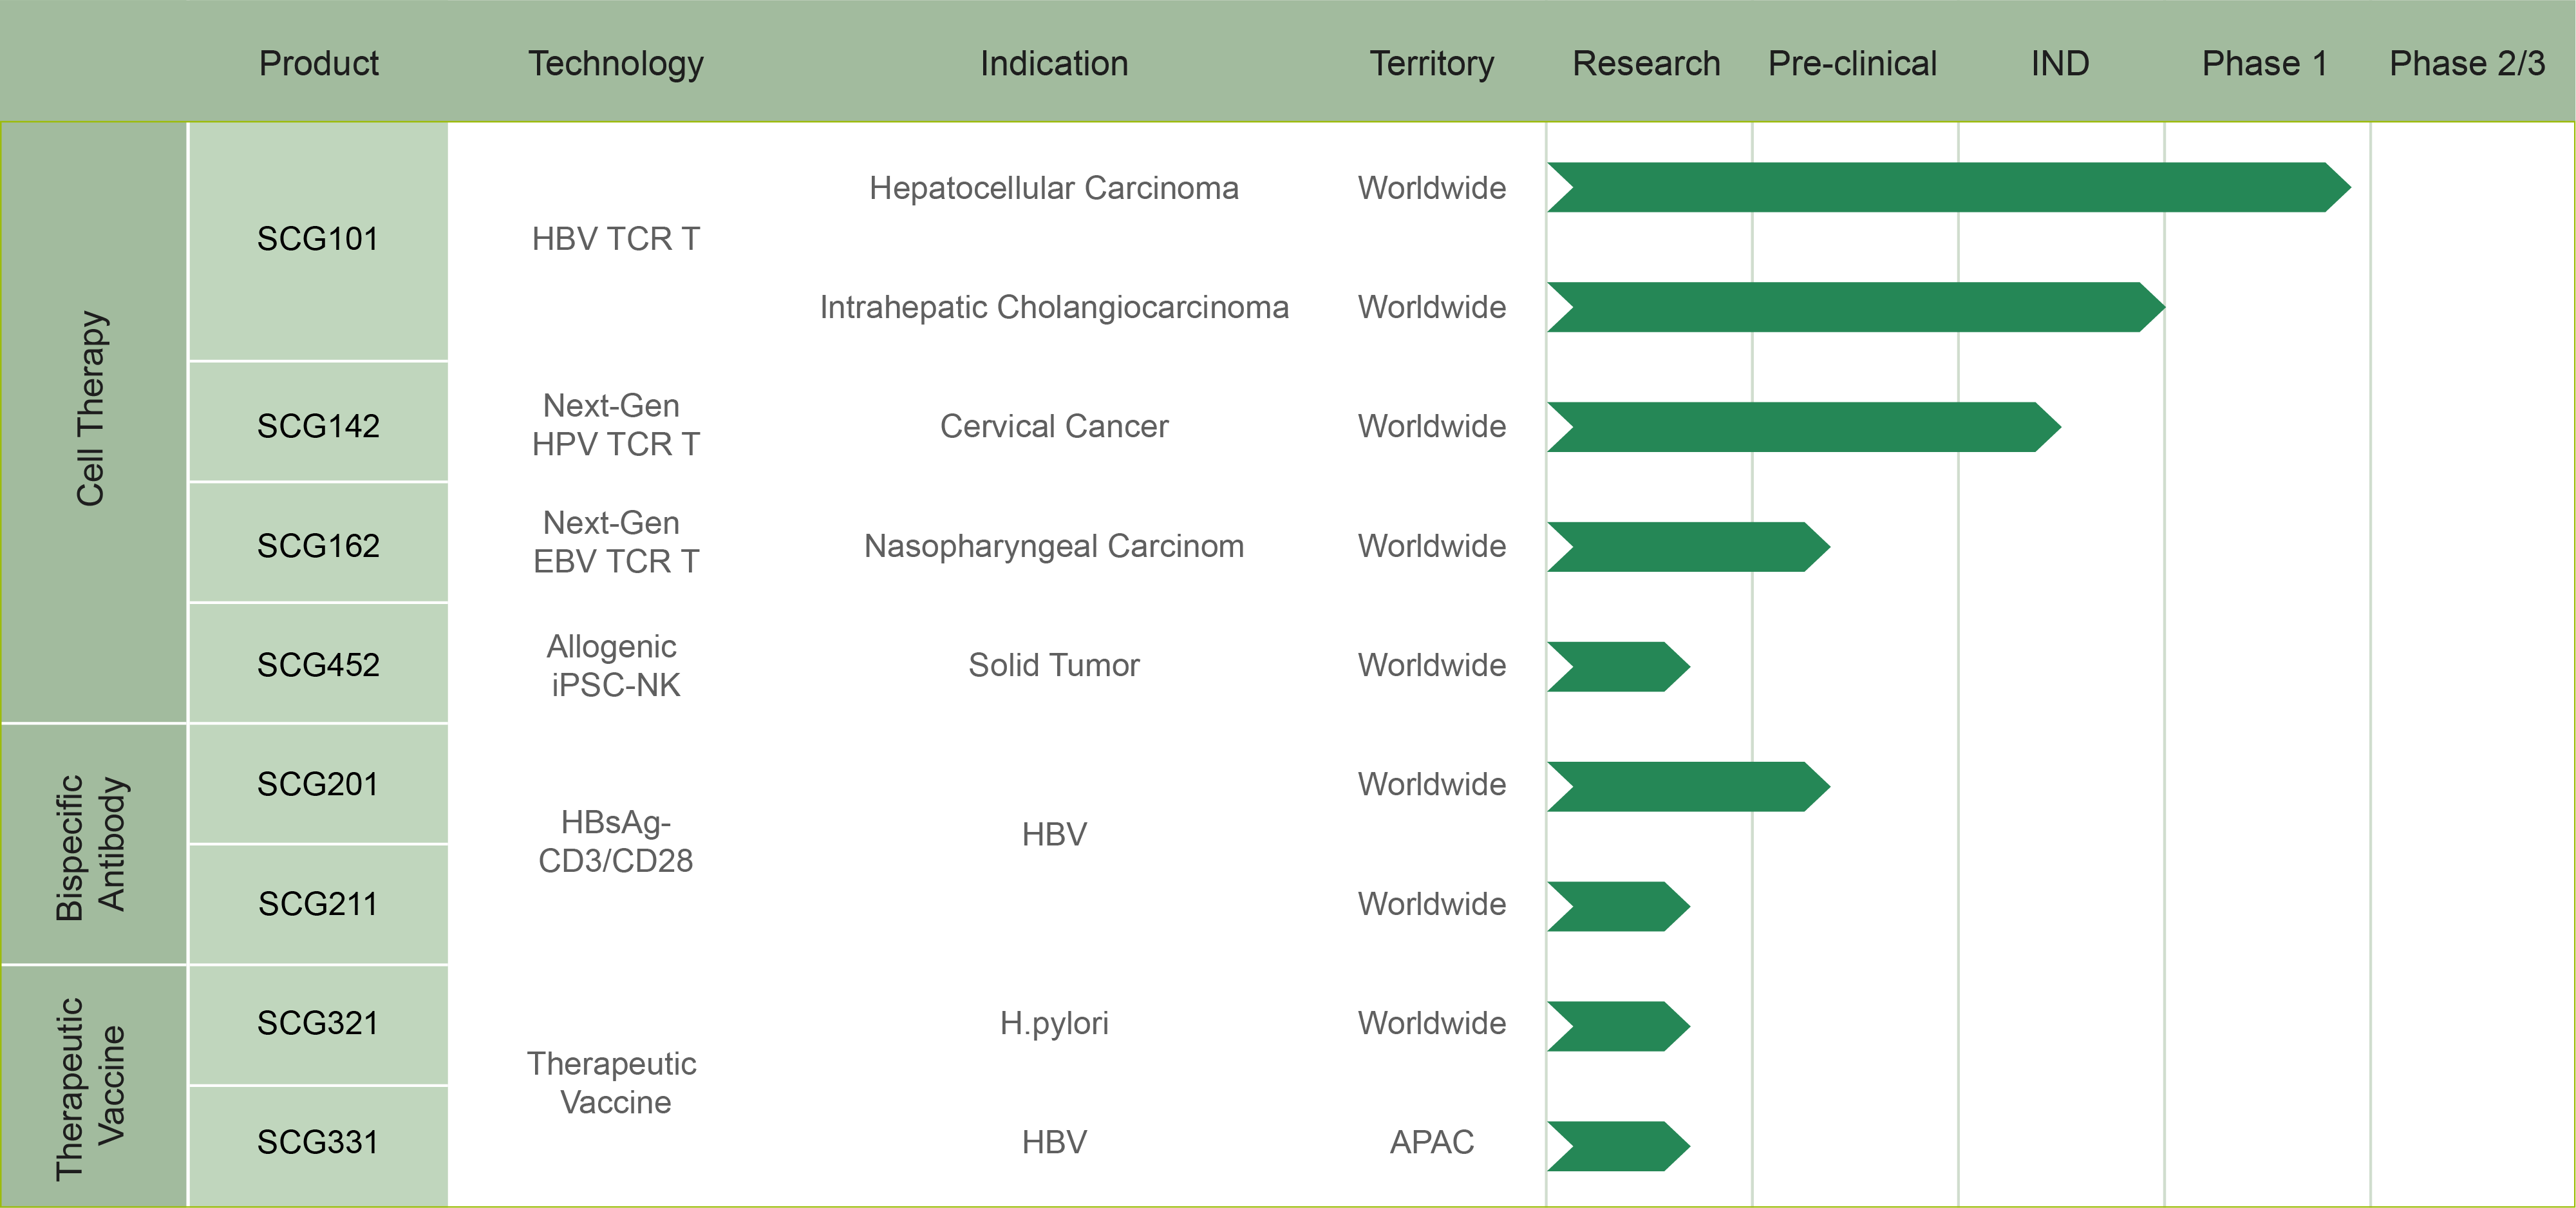 Product
Technology
Indication
Territory
Research
Pre-clinical
IND
Phase 1
Phase 2/3
Cell Therapy
SCG101
HBV TCR T
Hepatocellular Carcinoma
Worldwide
Intrahepatic Cholangiocarcinoma
Worldwide
SCG142
Next-Gen
HPV TCR T
Cervical Cancer
Worldwide
SCG162
Next-Gen
EBV TCR T
Nasopharyngeal Carcinom
Worldwide
SCG452
Allogenic
iPSC-NK
Solid Tumor
Worldwide
Bispecific
Antibody
SCG201
HBsAg-
CD3/CD28
HBV
Worldwide
SCG211
Worldwide
Therapeutic
Vaccine
SCG321
Therapeutic
Vaccine
H.pylori
Worldwide
SCG331
HBV
APAC